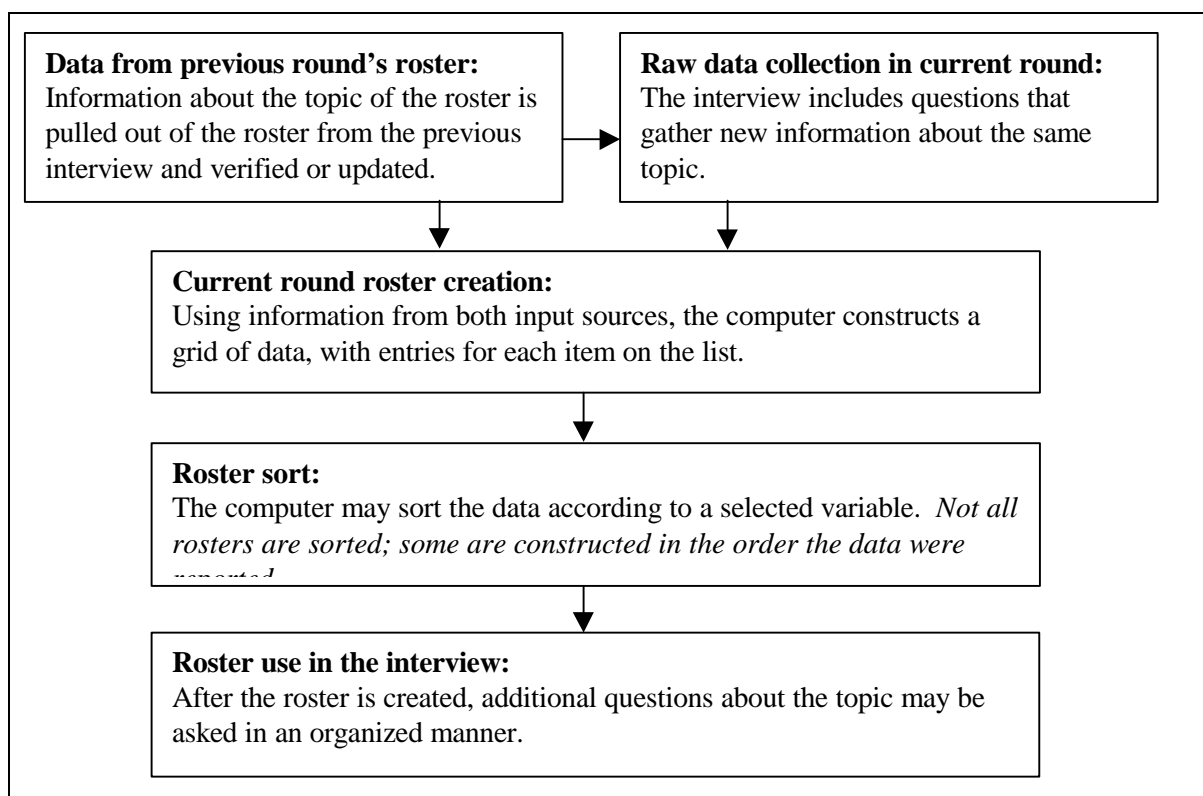 Data from previous round's roster:
Information about the topic of the roster is
pulled out of the roster from the previous
interview and verified or updated.
Raw data collection in current round:
The interview includes questions that
gather new information about the same
topic.
Current round roster creation:
Using information from both input sources, the computer constructs a
grid of data, with entries for each item on the list.
Roster sort:
The computer may sort the data according to a selected variable.  Not all
rosters are sorted; some are constructed in the order the data were
reported
Roster use in the interview:
After the roster is created, additional questions about the topic may be
asked in an organized manner.